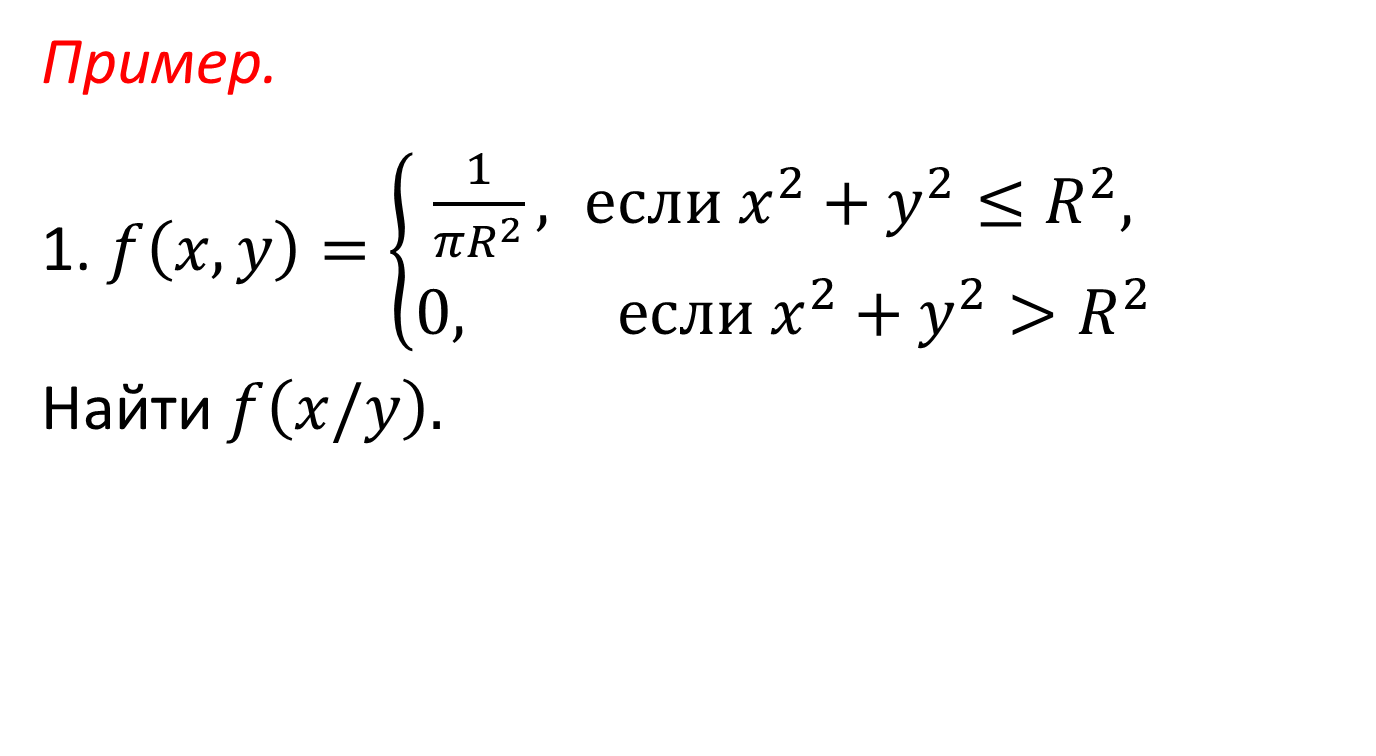 Пример.
1. f(x, y) = { 1/(πR²), если x² + y² ≤ R²,
0, если x² + y² > R²
Найти f(x/y).